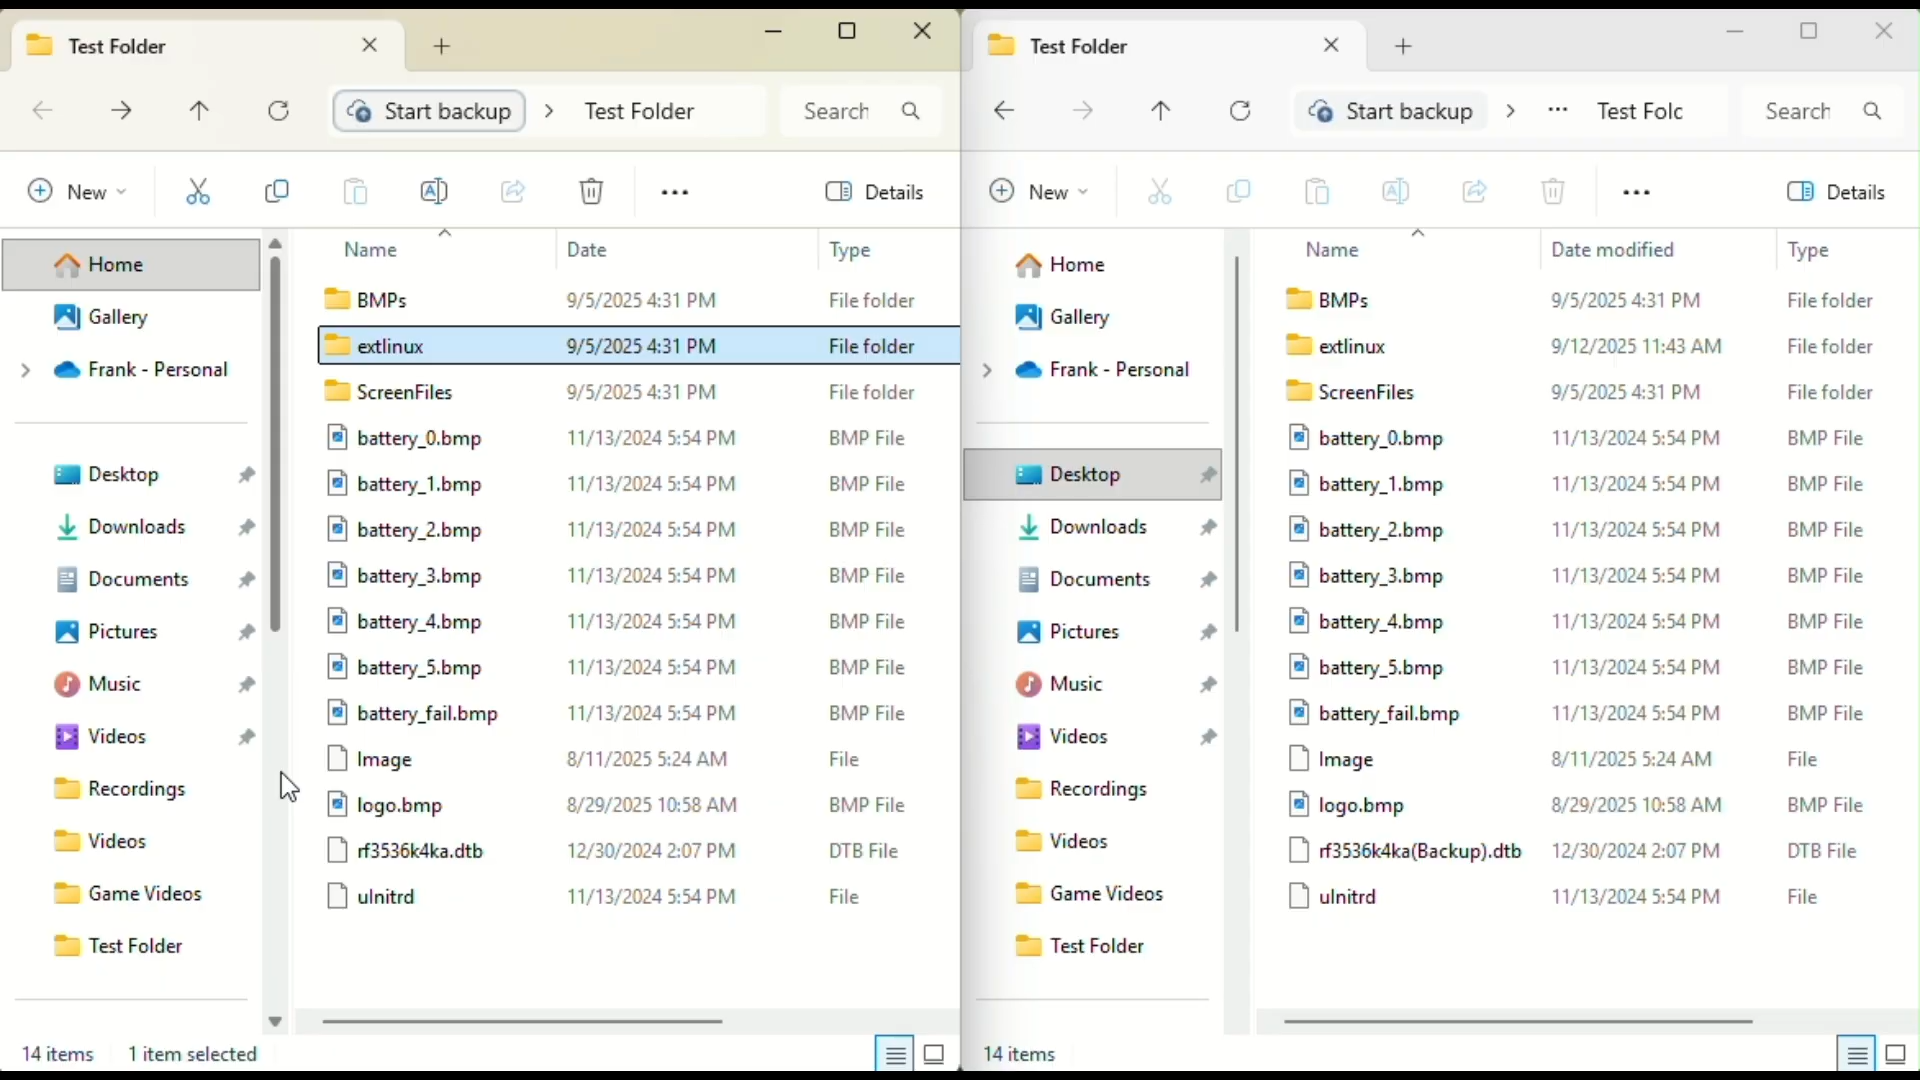 Test Folder
Start backup
Test Folder
Search
New
Details
Home
Gallery
Frank - Personal
Desktop
Downloads
Documents
Pictures
Music
Videos
Recordings
Videos
Game Videos
Test Folder
Name Date Type
BMPs 9/5/2025 4:31 PM File folder
extlinux 9/5/2025 4:31 PM File folder
ScreenFiles 9/5/2025 4:31 PM File folder
battery_0.bmp 11/13/2024 5:54 PM BMP File
battery_1.bmp 11/13/2024 5:54 PM BMP File
battery_2.bmp 11/13/2024 5:54 PM BMP File
battery_3.bmp 11/13/2024 5:54 PM BMP File
battery_4.bmp 11/13/2024 5:54 PM BMP File
battery_5.bmp 11/13/2024 5:54 PM BMP File
battery_fail.bmp 11/13/2024 5:54 PM BMP File
Image 8/11/2025 5:24 AM File
logo.bmp 8/29/2025 10:58 AM BMP File
rf3536k4ka.dtb 12/30/2024 2:07 PM DTB File
uInitrd 11/13/2024 5:54 PM File
14 items 1 item selected
Test Folder
Start backup
Test Folc
Search
New
Details
Home
Gallery
Frank - Personal
Desktop
Downloads
Documents
Pictures
Music
Videos
Recordings
Videos
Game Videos
Test Folder
Name Date modified Type
BMPs 9/5/2025 4:31 PM File folder
extlinux 9/12/2025 11:43 AM File folder
ScreenFiles 9/5/2025 4:31 PM File folder
battery_0.bmp 11/13/2024 5:54 PM BMP File
battery_1.bmp 11/13/2024 5:54 PM BMP File
battery_2.bmp 11/13/2024 5:54 PM BMP File
battery_3.bmp 11/13/2024 5:54 PM BMP File
battery_4.bmp 11/13/2024 5:54 PM BMP File
battery_5.bmp 11/13/2024 5:54 PM BMP File
battery_fail.bmp 11/13/2024 5:54 PM BMP File
Image 8/11/2025 5:24 AM File
logo.bmp 8/29/2025 10:58 AM BMP File
rf3536k4ka(Backup).dtb 12/30/2024 2:07 PM DTB File
uInitrd 11/13/2024 5:54 PM File
14 items